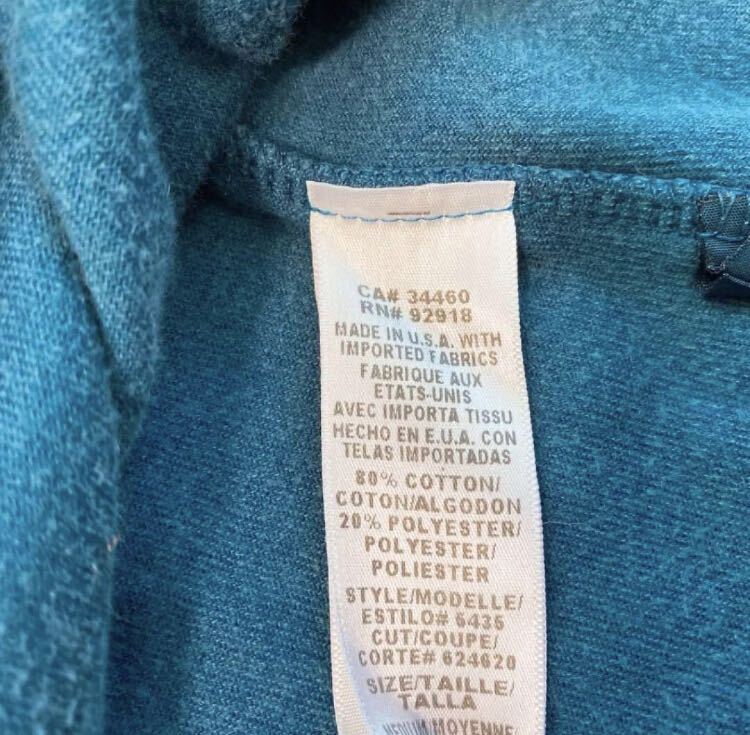 CA# 34460
RN# 92918
MADE IN U.S.A. WITH
IMPORTED FABRICS
FABRIQUE AUX
ETATS-UNIS
AVEC IMPORTA TISSU
HECHO EN E.U.A. CON
TELAS IMPORTADAS
80% COTTON/
COTON/ALGODON
20% POLYESTER/
POLYESTER/
POLIESTER
STYLE/MODELLE/
ESTILO# 6435
CUT/COUPE/
CORTE# 624620
SIZE/TAILLE/
TALLA
MEDIUM/MOYENNE